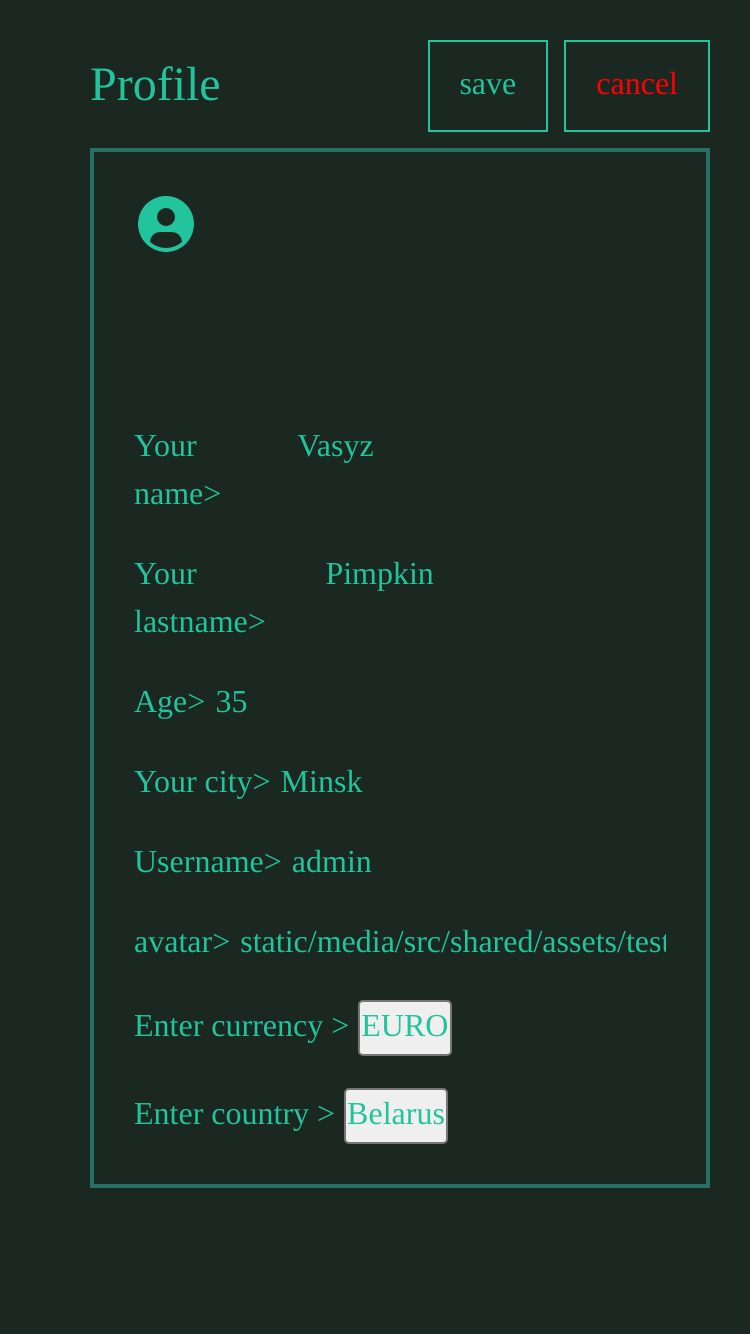 Profile save cancel
Your name> Vasyz
Your lastname> Pimpkin
Age> 35
Your city> Minsk
Username> admin
avatar> static/media/src/shared/assets/test
Enter currency > EURO
Enter country > Belarus